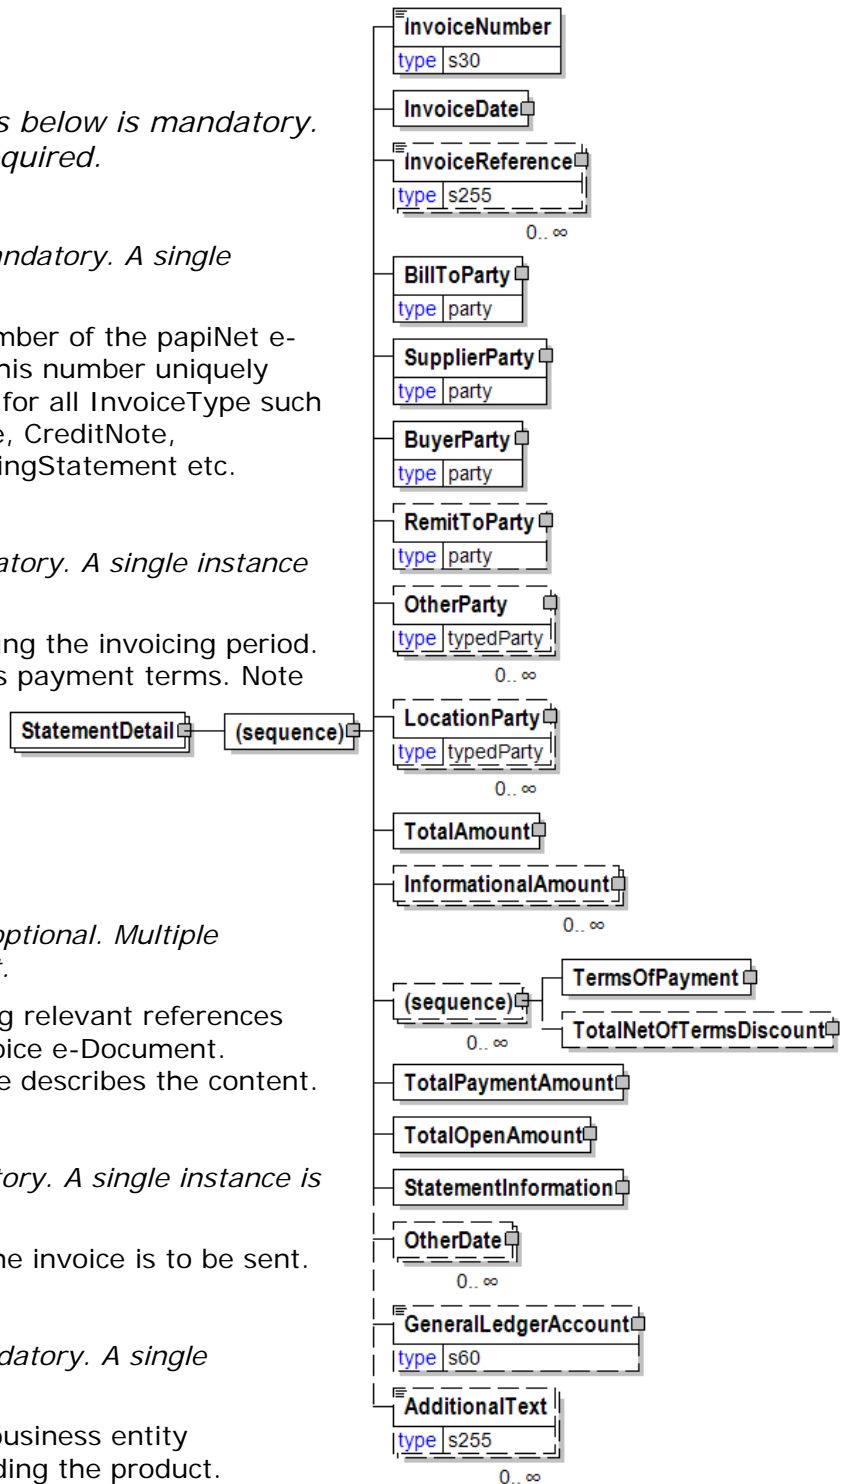 InvoiceNumber
type s30
InvoiceDate
s below is mandatory.
quired.
InvoiceReference
type s255
0.. ∞
andatory. A single
BillToParty
type party
mber of the papiNet e-
his number uniquely
for all InvoiceType such
e, CreditNote,
ingStatement etc.
SupplierParty
type party
BuyerParty
type party
RemitToParty
type party
atory. A single instance
OtherParty
type typedParty
0.. ∞
ing the invoicing period.
s payment terms. Note
StatementDetail
(sequence)
LocationParty
type typedParty
0.. ∞
TotalAmount
InformationalAmount
0.. ∞
optional. Multiple
t.
g relevant references
oice e-Document.
e describes the content.
(sequence)
0.. ∞
TermsOfPayment
TotalNetOfTermsDiscount
TotalPaymentAmount
TotalOpenAmount
tory. A single instance is
StatementInformation
OtherDate
0.. ∞
he invoice is to be sent.
GeneralLedgerAccount
type s60
datory. A single
AdditionalText
type s255
0.. ∞
business entity
ding the product.